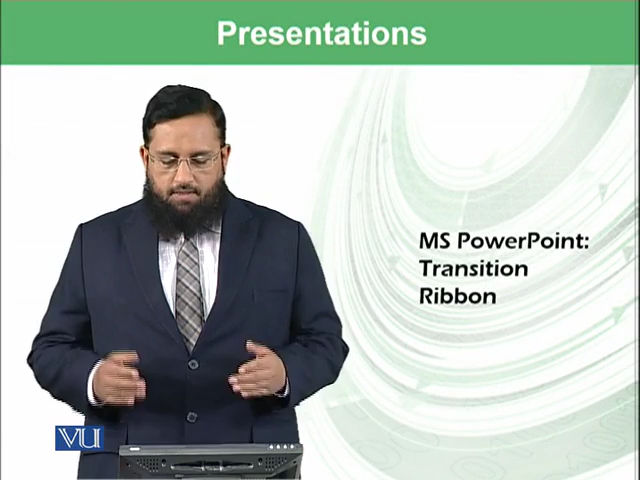 Presentations
MS PowerPoint:
Transition
Ribbon
VU